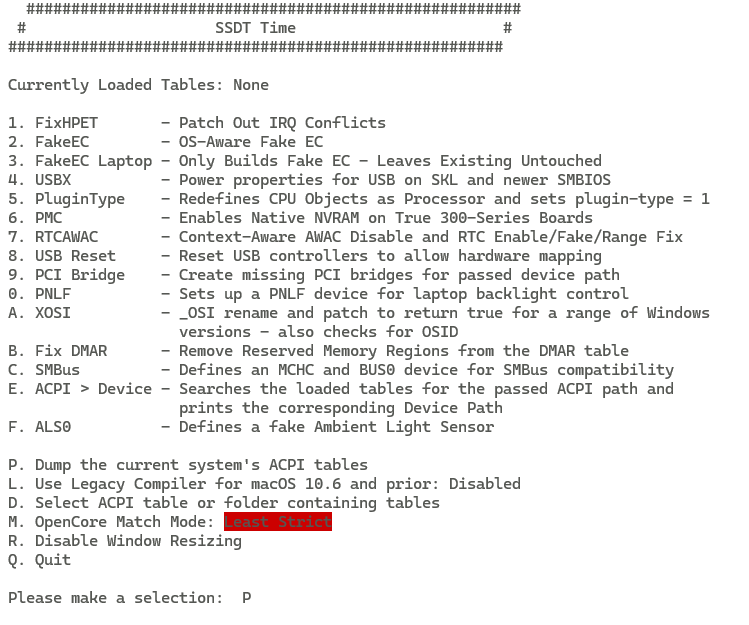 #######################################################
# SSDT Time #
#######################################################
Currently Loaded Tables: None
1. FixHPET - Patch Out IRQ Conflicts
2. FakeEC - OS-Aware Fake EC
3. FakeEC Laptop - Only Builds Fake EC - Leaves Existing Untouched
4. USBX - Power properties for USB on SKL and newer SMBIOS
5. PluginType - Redefines CPU Objects as Processor and sets plugin-type = 1
6. PMC - Enables Native NVRAM on True 300-Series Boards
7. RTCAWAC - Context-Aware AWAC Disable and RTC Enable/Fake/Range Fix
8. USB Reset - Reset USB controllers to allow hardware mapping
9. PCI Bridge - Create missing PCI bridges for passed device path
0. PNLF - Sets up a PNLF device for laptop backlight control
A. XOSI - _OSI rename and patch to return true for a range of Windows
versions - also checks for OSID
B. Fix DMAR - Remove Reserved Memory Regions from the DMAR table
C. SMBus - Defines an MCHC and BUS0 device for SMBus compatibility
E. ACPI > Device - Searches the loaded tables for the passed ACPI path and
prints the corresponding Device Path
F. ALS0 - Defines a fake Ambient Light Sensor
P. Dump the current system's ACPI tables
L. Use Legacy Compiler for macOS 10.6 and prior: Disabled
D. Select ACPI table or folder containing tables
M. OpenCore Match Mode: Least Strict
R. Disable Window Resizing
Q. Quit
Please make a selection: P